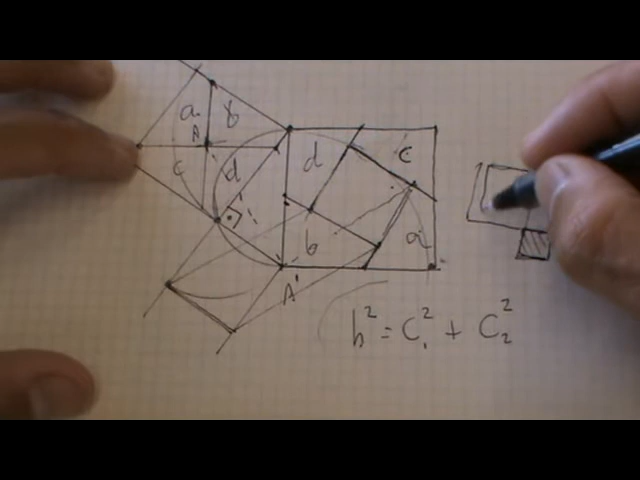 a b
A
c
d
d c
b a
A'
h² = C₁² + C₂²